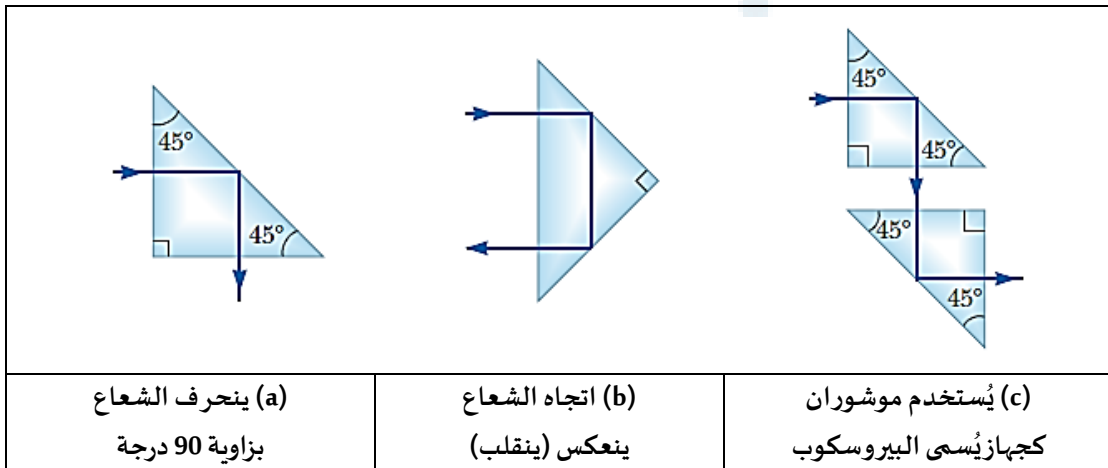 45°
45°
45°
45°
45°
45°
(a) ينحرف الشعاع
بزاوية 90 درجة
(b) اتجاه الشعاع
ينعكس (ينقلب)
(c) يُستخدم موشوران
كجهاز يُسمى البيروسكوب